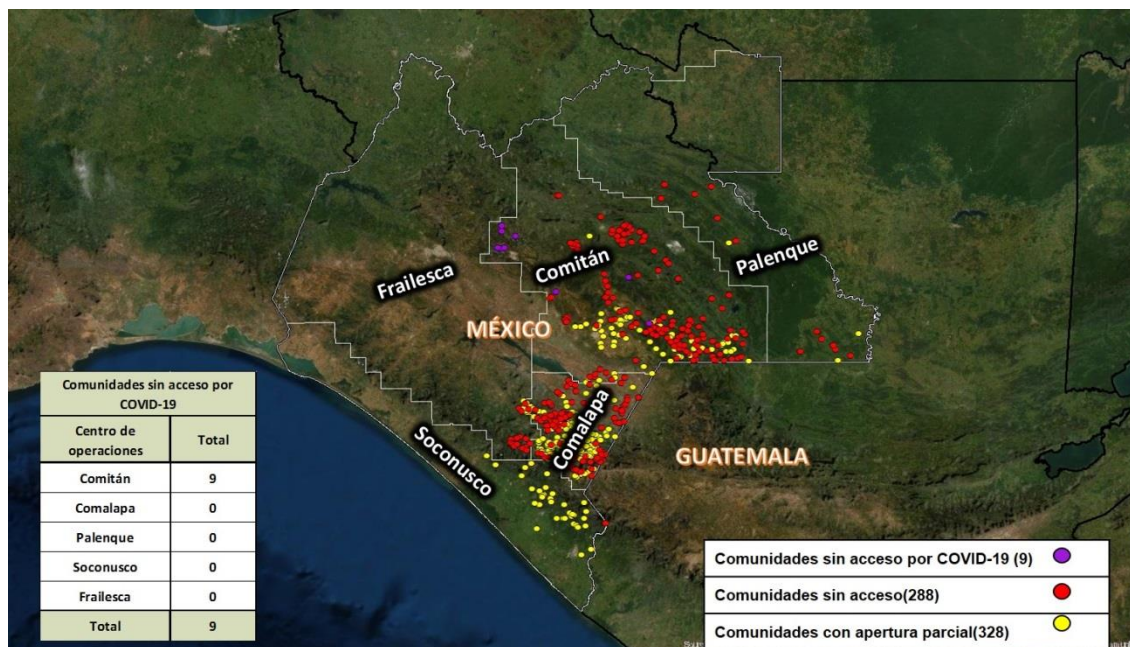 Palenque
Comitán
Frailesca
MÉXICO
Comalapa
Soconusco
GUATEMALA
Comunidades sin acceso por
COVID-19
Centro de
operaciones
Total
Comitán 9
Comalapa 0
Palenque 0
Soconusco 0
Frailesca 0
Total 9
Comunidades sin acceso por COVID-19 (9)
Comunidades sin acceso(288)
Comunidades con apertura parcial(328)